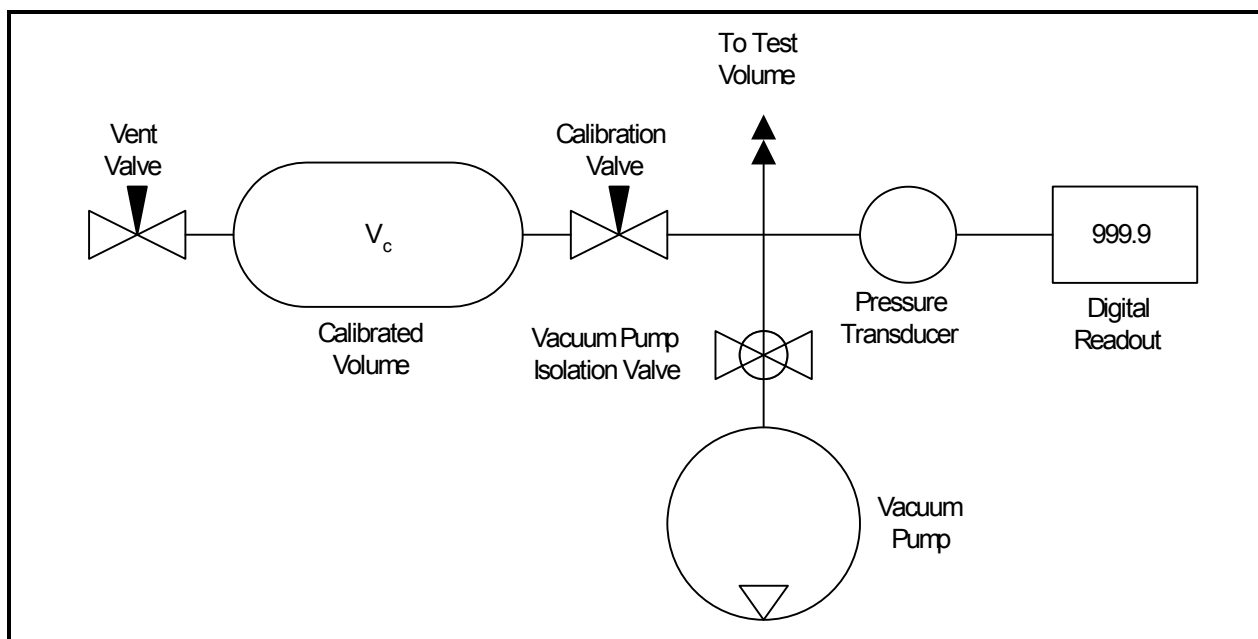 To Test
Volume
Vent
Valve
Calibration
Valve
Vc
999.9
Calibrated
Volume
Vacuum Pump
Isolation Valve
Pressure
Transducer
Digital
Readout
Vacuum
Pump